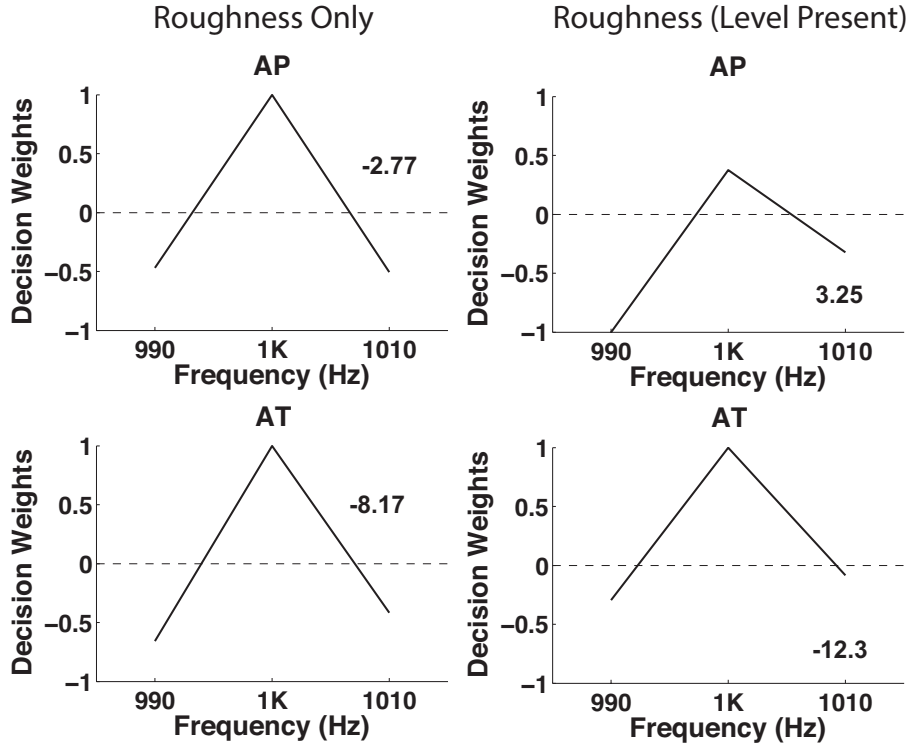 Roughness Only
Roughness (Level Present)
AP
Decision Weights
1
0.5
0
−0.5
−1
-2.77
990
1K
1010
Frequency (Hz)
AP
Decision Weights
1
0.5
0
−0.5
−1
3.25
990
1K
1010
Frequency (Hz)
AT
Decision Weights
1
0.5
0
−0.5
−1
-8.17
990
1K
1010
Frequency (Hz)
AT
Decision Weights
1
0.5
0
−0.5
−1
-12.3
990
1K
1010
Frequency (Hz)